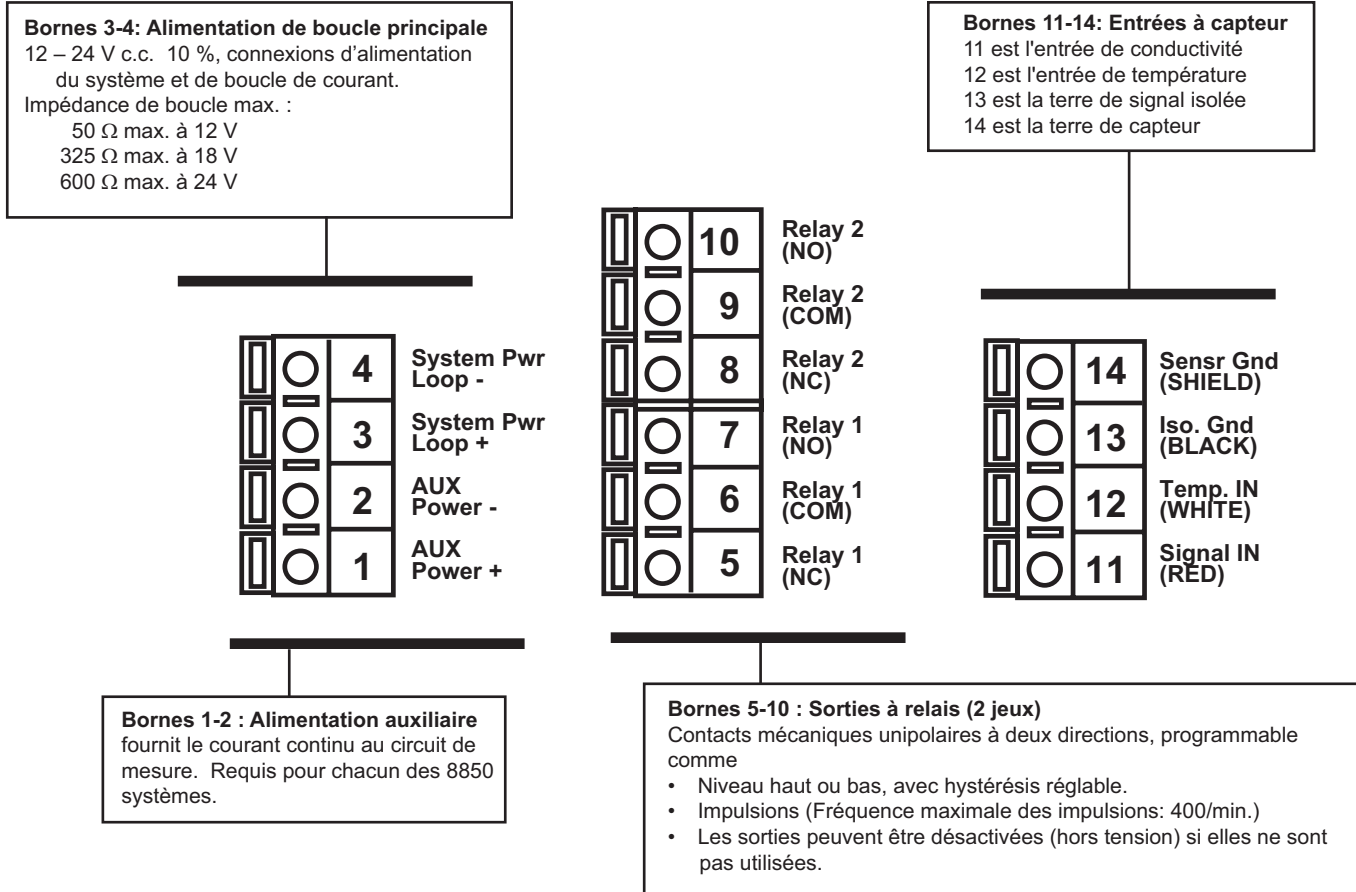 Bornes 3-4: Alimentation de boucle principale
12 – 24 V c.c.  10 %, connexions d’alimentation
du système et de boucle de courant.
Impédance de boucle max. :
50 Ω max. à 12 V
325 Ω max. à 18 V
600 Ω max. à 24 V
Bornes 11-14: Entrées à capteur
11 est l'entrée de conductivité
12 est l'entrée de température
13 est la terre de signal isolée
14 est la terre de capteur
4 System Pwr
Loop -
3 System Pwr
Loop +
2 AUX
Power -
1 AUX
Power +
10 Relay 2
(NO)
9 Relay 2
(COM)
8 Relay 2
(NC)
7 Relay 1
(NO)
6 Relay 1
(COM)
5 Relay 1
(NC)
14 Sensr Gnd
(SHIELD)
13 Iso. Gnd
(BLACK)
12 Temp. IN
(WHITE)
11 Signal IN
(RED)
Bornes 1-2 : Alimentation auxiliaire
fournit le courant continu au circuit de
mesure.  Requis pour chacun des 8850
systèmes.
Bornes 5-10 : Sorties à relais (2 jeux)
Contacts mécaniques unipolaires à deux directions, programmable
comme
• Niveau haut ou bas, avec hystérésis réglable.
• Impulsions (Fréquence maximale des impulsions: 400/min.)
• Les sorties peuvent être désactivées (hors tension) si elles ne sont
pas utilisées.